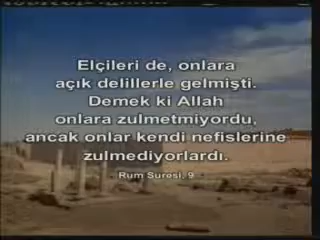 Elçileri de, onlara
açık delillerle gelmişti.
Demek ki Allah
onlara zulmetmiyordu,
ancak onlar kendi nefislerine
zulmediyorlardı.
- Rum Suresi, 9 -